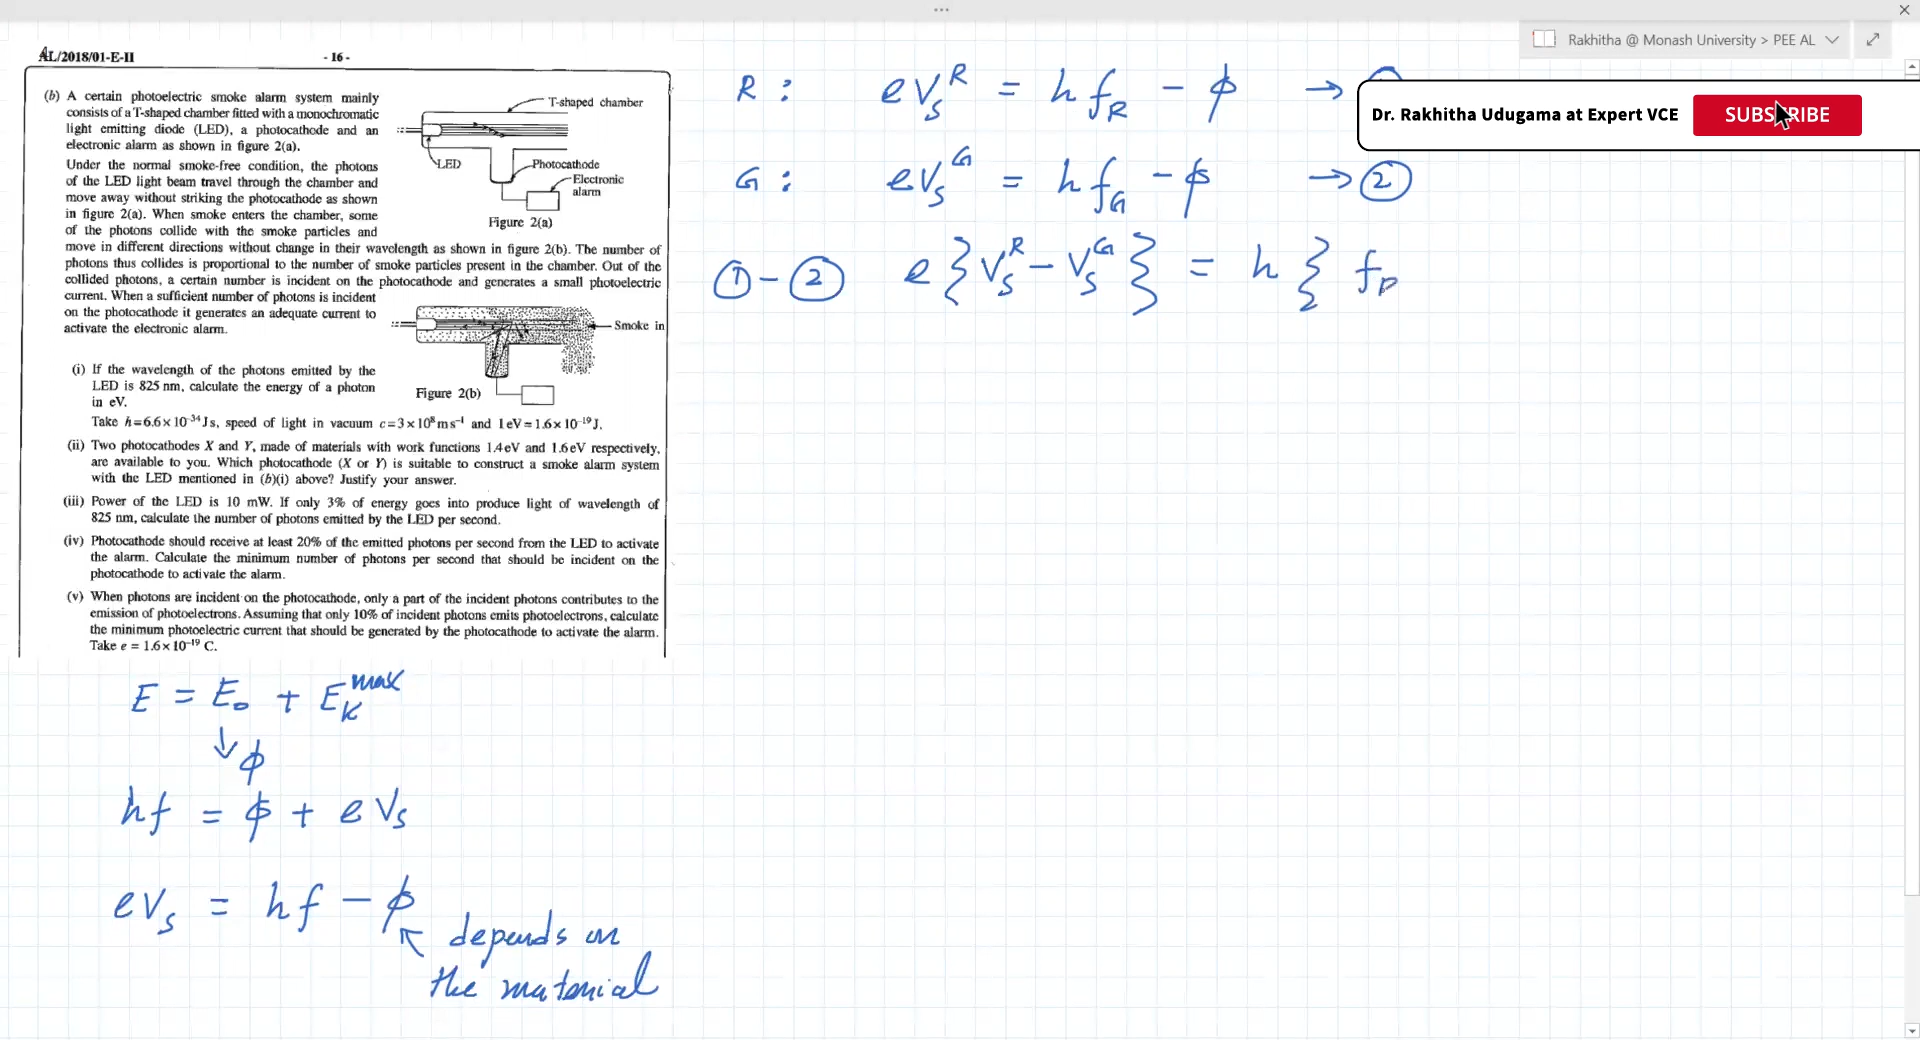 Rakhitha @ Monash University > PEE AL
AL/2018/01-E-II
- 16 -
(b) A certain photoelectric smoke alarm system mainly
consists of a T-shaped chamber fitted with a monochromatic
light emitting diode (LED), a photocathode and an
electronic alarm as shown in figure 2(a).
Under the normal smoke-free condition, the photons
of the LED light beam travel through the chamber and
move away without striking the photocathode as shown
in figure 2(a). When smoke enters the chamber, some
of the photons collide with the smoke particles and
move in different directions without change in their wavelength as shown in figure 2(b). The number of
photons thus collides is proportional to the number of smoke particles present in the chamber. Out of the
collided photons, a certain number is incident on the photocathode and generates a small photoelectric
current. When a sufficient number of photons is incident
on the photocathode it generates an adequate current to
activate the electronic alarm.
T-shaped chamber
LED
Photocathode
Electronic
alarm
Figure 2(a)
Smoke in
Figure 2(b)
(i) If the wavelength of the photons emitted by the
LED is 825 nm, calculate the energy of a photon
in eV.
Take h=6.6×10⁻³⁴ J s, speed of light in vacuum c=3×10⁸ m s⁻¹ and 1 eV=1.6×10⁻¹⁹ J.
(ii) Two photocathodes X and Y, made of materials with work functions 1.4 eV and 1.6 eV respectively,
are available to you. Which photocathode (X or Y) is suitable to construct a smoke alarm system
with the LED mentioned in (b)(i) above? Justify your answer.
(iii) Power of the LED is 10 mW. If only 3% of energy goes into produce light of wavelength of
825 nm, calculate the number of photons emitted by the LED per second.
(iv) Photocathode should receive at least 20% of the emitted photons per second from the LED to activate
the alarm. Calculate the minimum number of photons per second that should be incident on the
photocathode to activate the alarm.
(v) When photons are incident on the photocathode, only a part of the incident photons contributes to the
emission of photoelectrons. Assuming that only 10% of incident photons emits photoelectrons, calculate
the minimum photoelectric current that should be generated by the photocathode to activate the alarm.
Take e = 1.6×10⁻¹⁹ C.
E = E₀ + E_K^max
↓ ϕ
hf = ϕ + eV_s
eV_s = hf − ϕ
↖ depends on
the material
R : eV_s^R = hf_R − ϕ →
Dr. Rakhitha Udugama at Expert VCE
SUBSCRIBE
G : eV_s^G = hf_G − ϕ → ②
① − ② e{V_s^R − V_s^G} = h{f